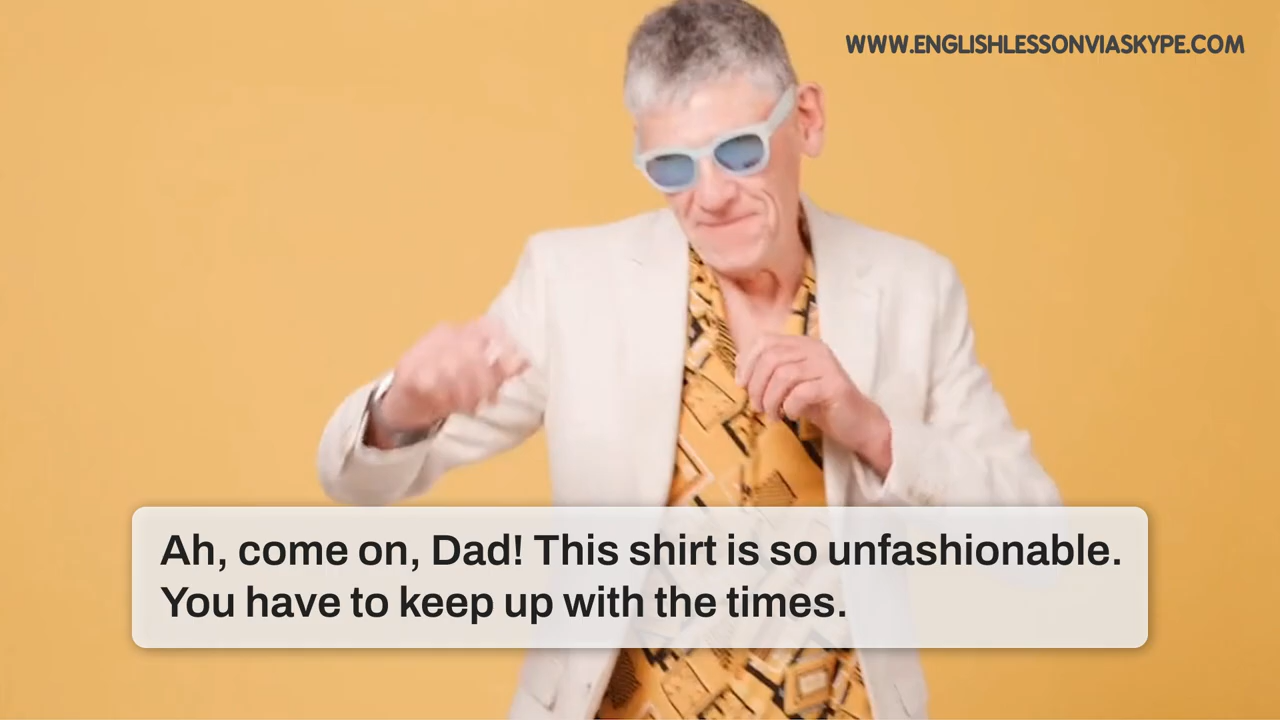 WWW.ENGLISHLESSONVIASKYPE.COM
Ah, come on, Dad! This shirt is so unfashionable.
You have to keep up with the times.